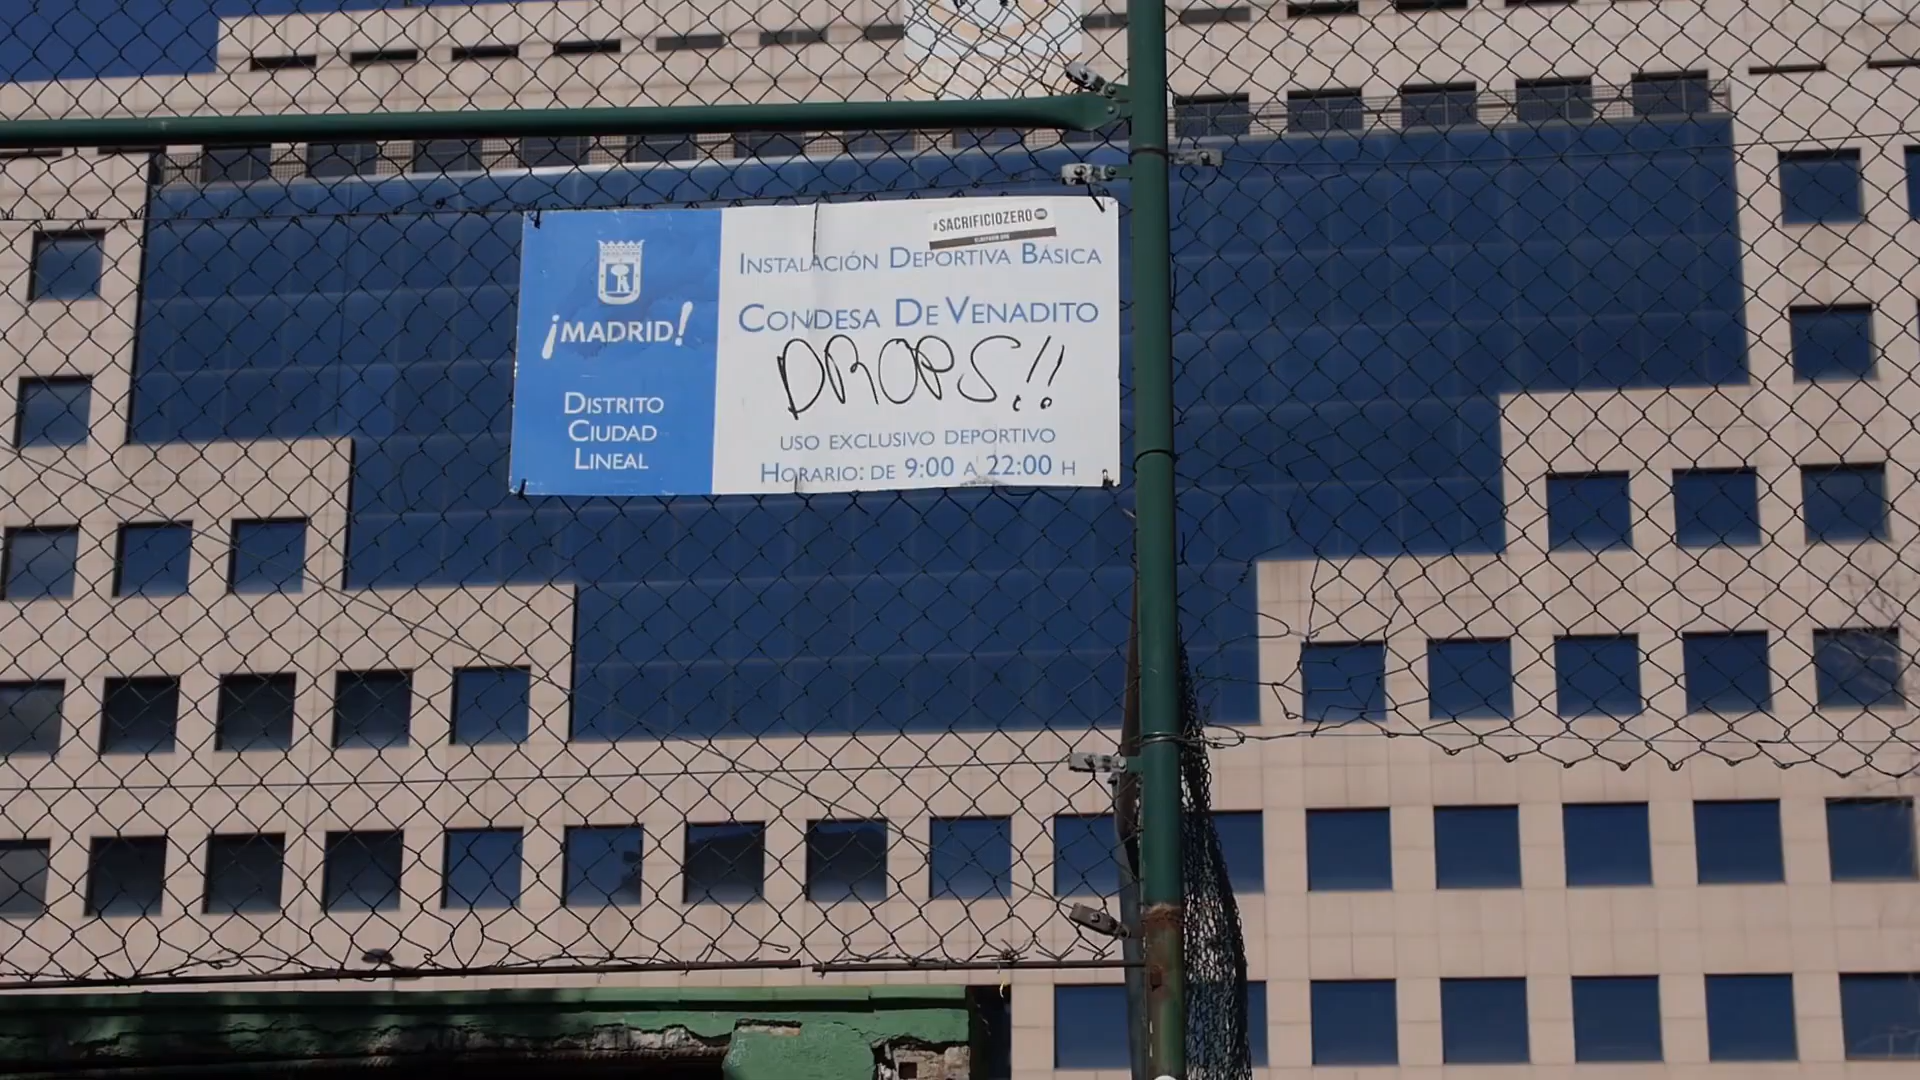 ¡MADRID!
DISTRITO
CIUDAD
LINEAL
#SACRIFICIOZERO
INSTALACIÓN DEPORTIVA BÁSICA
CONDESA DE VENADITO
DROPS!!
USO EXCLUSIVO DEPORTIVO
HORARIO: DE 9:00 A 22:00 H